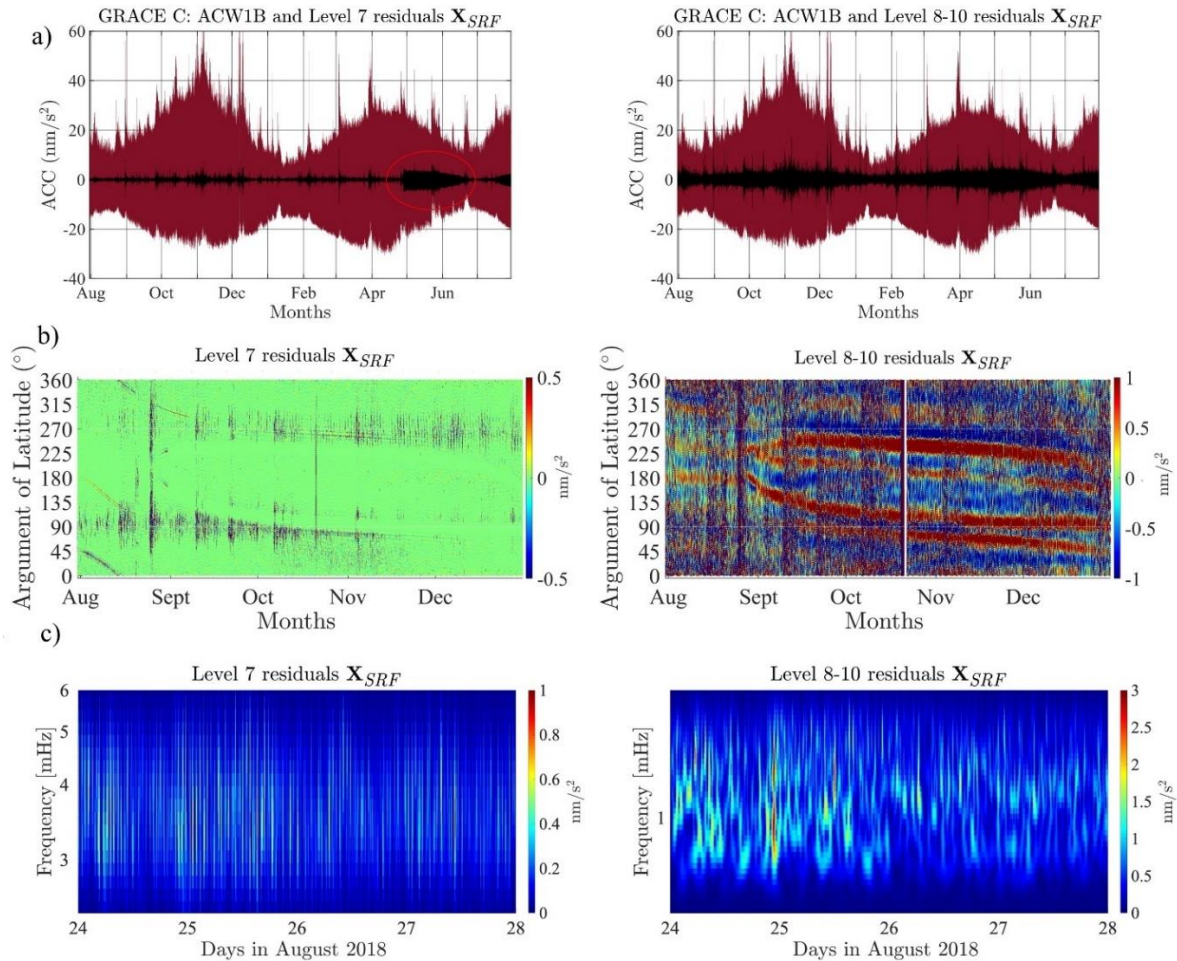 GRACE C: ACW1B and Level 7 residuals X_SRF
GRACE C: ACW1B and Level 8-10 residuals X_SRF
a)
ACC (nm/s²)
60
40
20
0
-20
-40
Aug Oct Dec Feb Apr Jun
Months
ACC (nm/s²)
60
40
20
0
-20
-40
Aug Oct Dec Feb Apr Jun
Months
b)
Level 7 residuals X_SRF
Argument of Latitude (°)
360
315
270
225
180
135
90
45
0
Aug Sept Oct Nov Dec
Months
0.5
0
-0.5
nm/s²
Level 8-10 residuals X_SRF
Argument of Latitude (°)
360
315
270
225
180
135
90
45
0
Aug Sept Oct Nov Dec
Months
1
0.5
0
-0.5
-1
nm/s²
c)
Level 7 residuals X_SRF
Frequency [mHz]
6
5
4
3
24 25 26 27 28
Days in August 2018
1
0.8
0.6
0.4
0.2
0
nm/s²
Level 8-10 residuals X_SRF
Frequency [mHz]
1
24 25 26 27 28
Days in August 2018
3
2.5
2
1.5
1
0.5
0
nm/s²